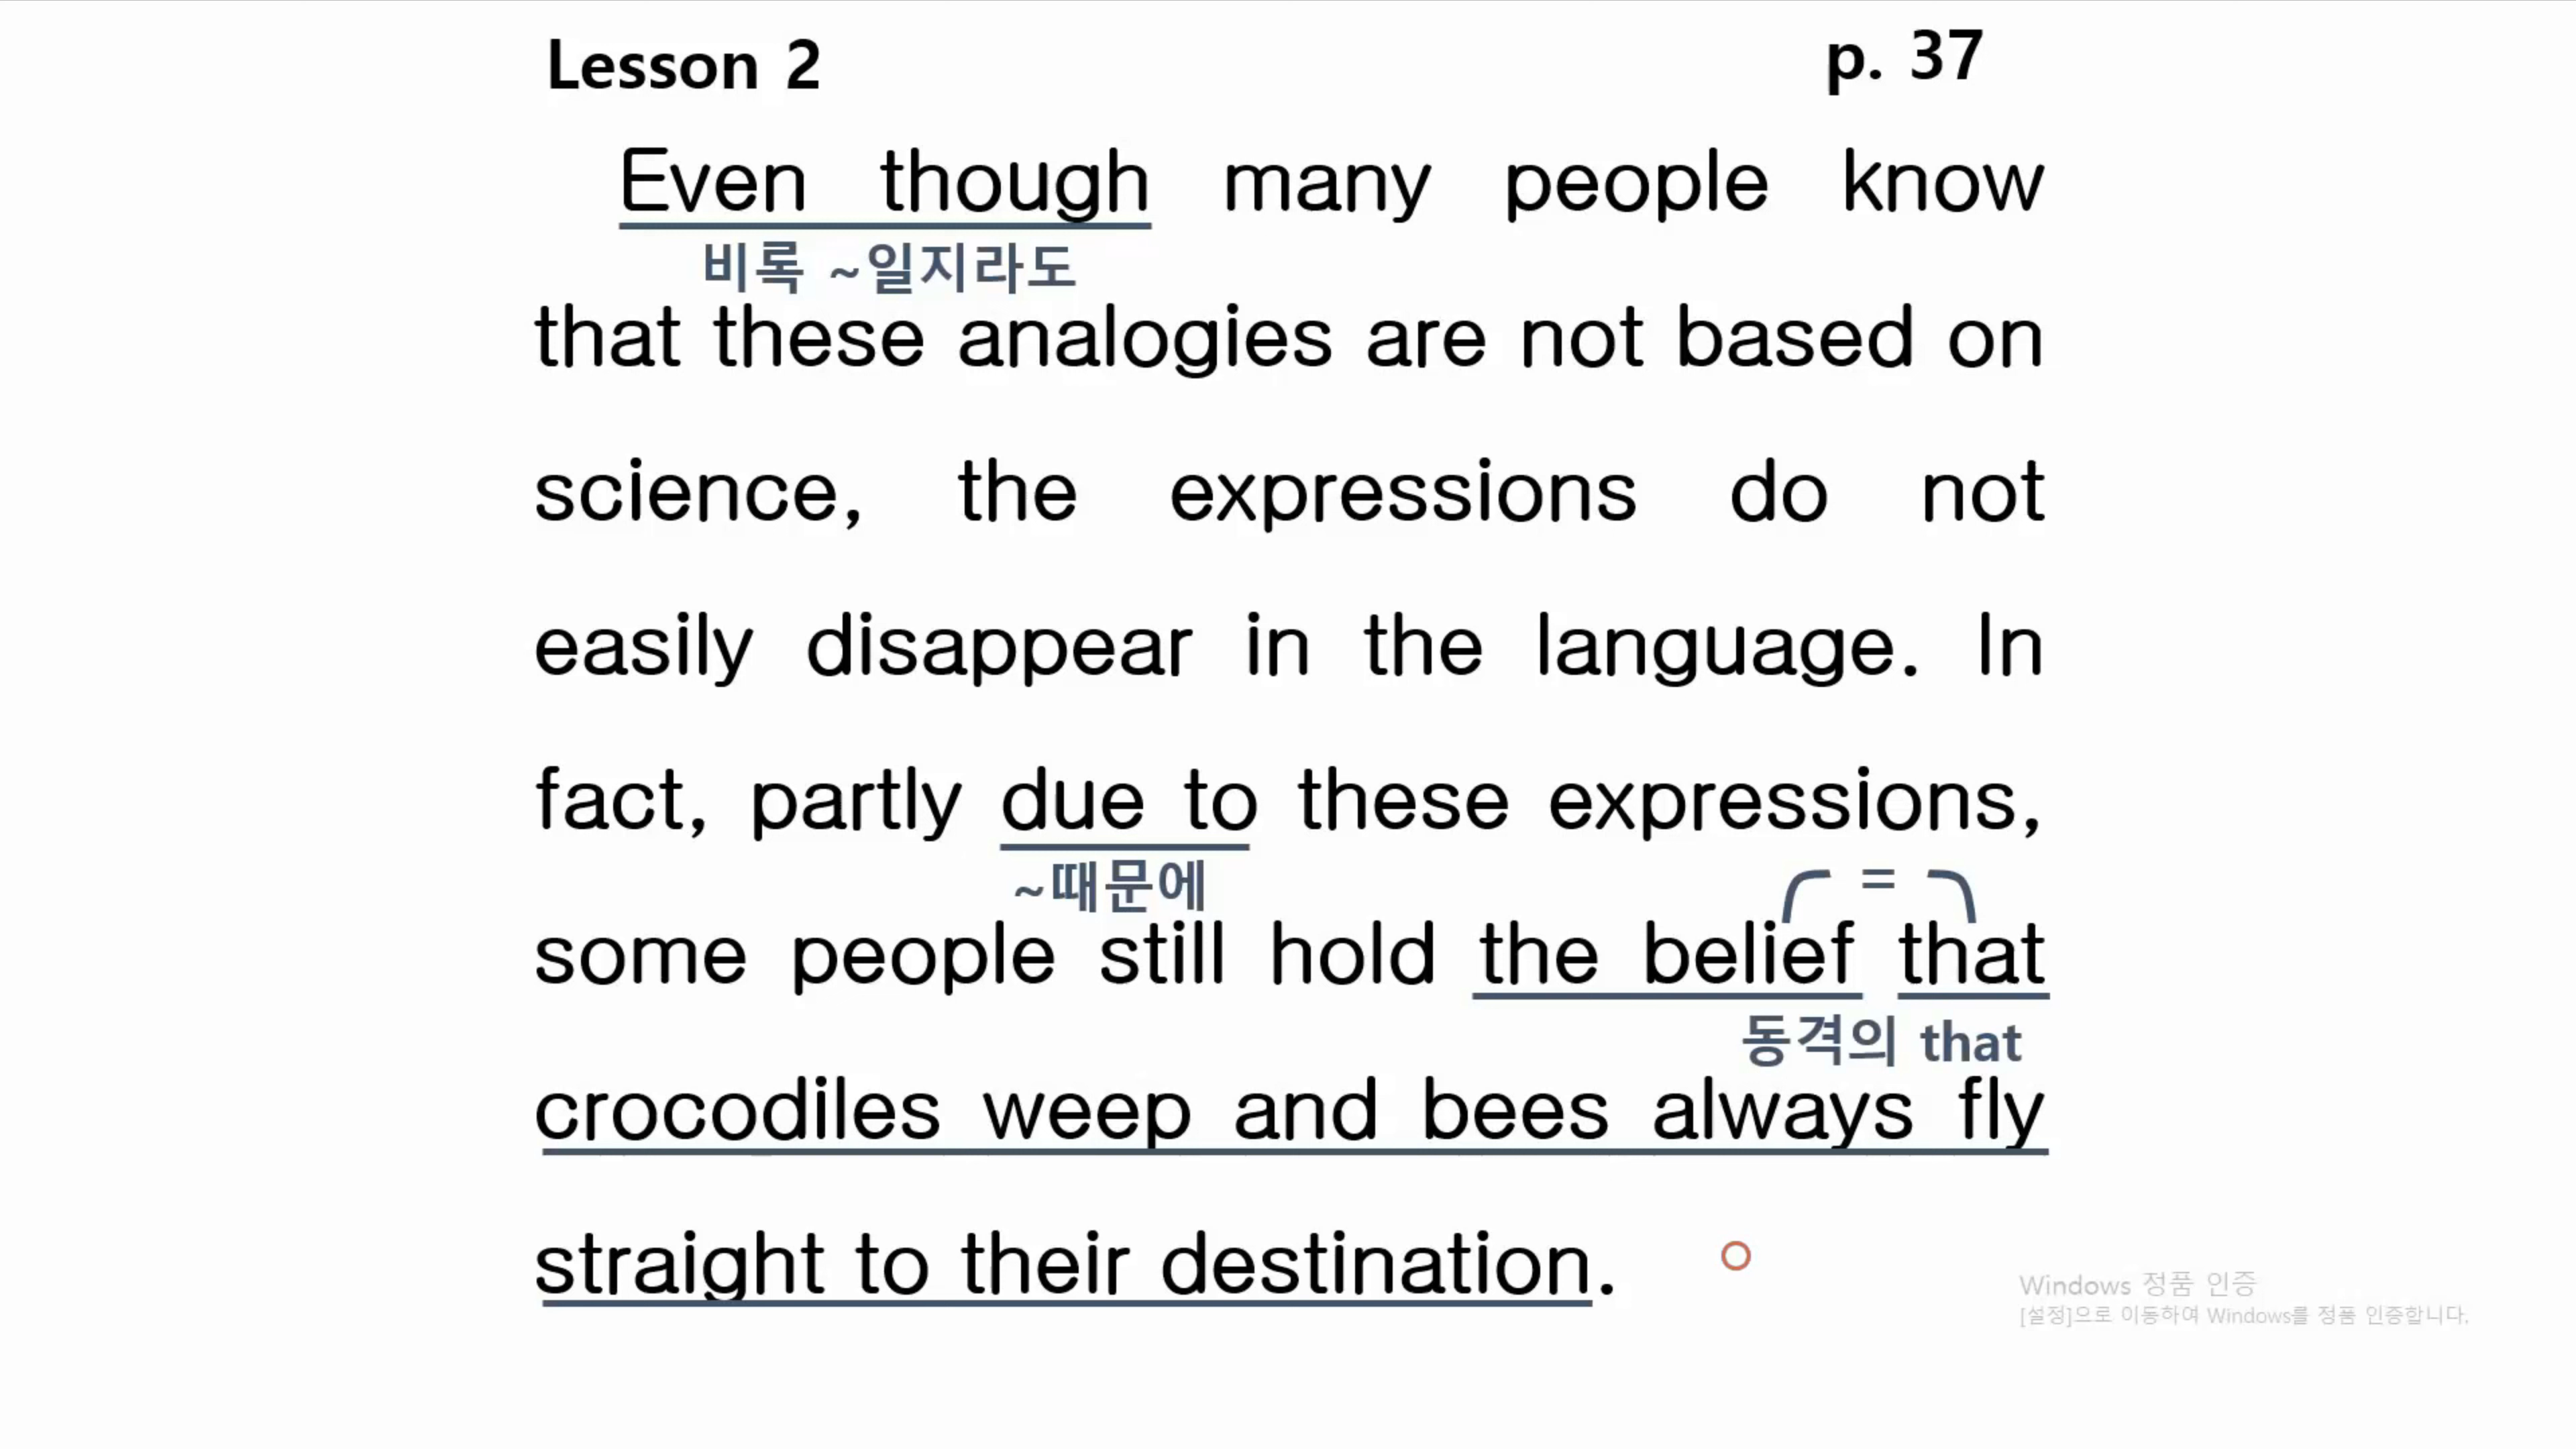 Lesson 2
p. 37
Even though many people know
비록 ~일지라도
that these analogies are not based on
science, the expressions do not
easily disappear in the language. In
fact, partly due to these expressions,
~때문에
=
some people still hold the belief that
동격의 that
crocodiles weep and bees always fly
straight to their destination.
Windows 정품 인증
[설정]으로 이동하여 Windows를 정품 인증합니다.